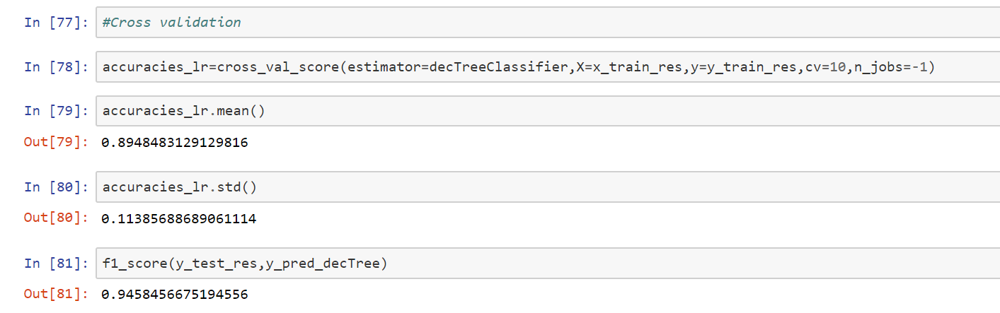 In [77]: #Cross validation
In [78]: accuracies_lr=cross_val_score(estimator=decTreeClassifier,X=x_train_res,y=y_train_res,cv=10,n_jobs=-1)
In [79]: accuracies_lr.mean()
Out[79]: 0.8948483129129816
In [80]: accuracies_lr.std()
Out[80]: 0.11385688689061114
In [81]: f1_score(y_test_res,y_pred_decTree)
Out[81]: 0.9458456675194556